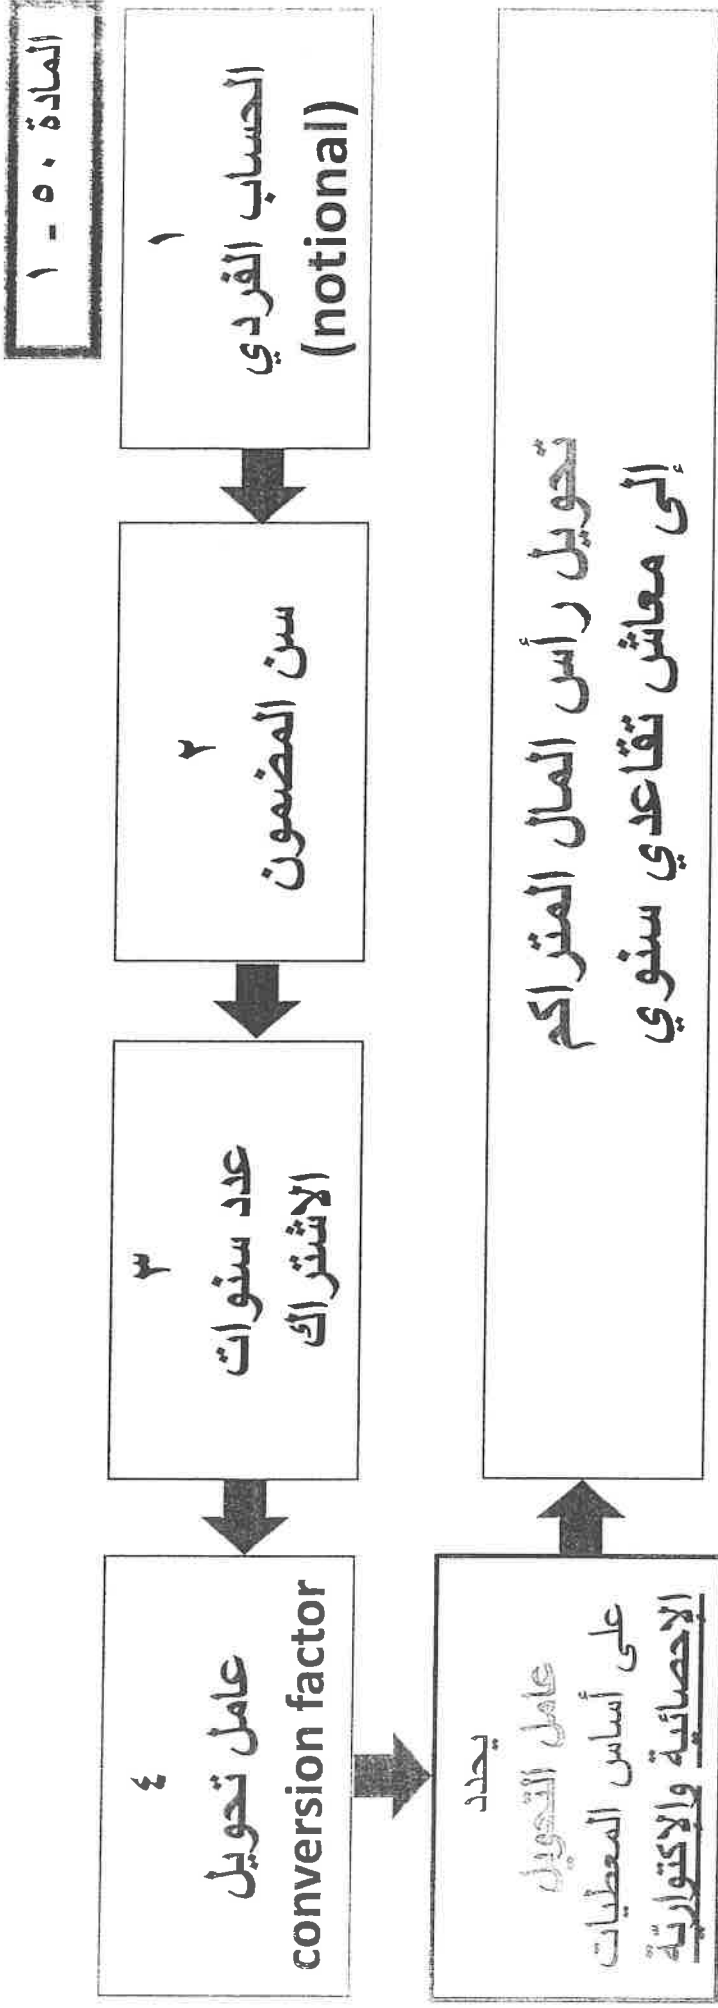 المادة ٥٠ - ١
١
الحساب الفردي
(notional)
٢
سن المضمون
٣
عدد سنوات
الاشتراك
٤
عامل تحويل
conversion factor
يحدد
عامل التحويل
على أساس المعطيات
الإحصائية والاكتوارية
تحويل رأس المال المتراكم
إلى معاش تقاعدي سنوي